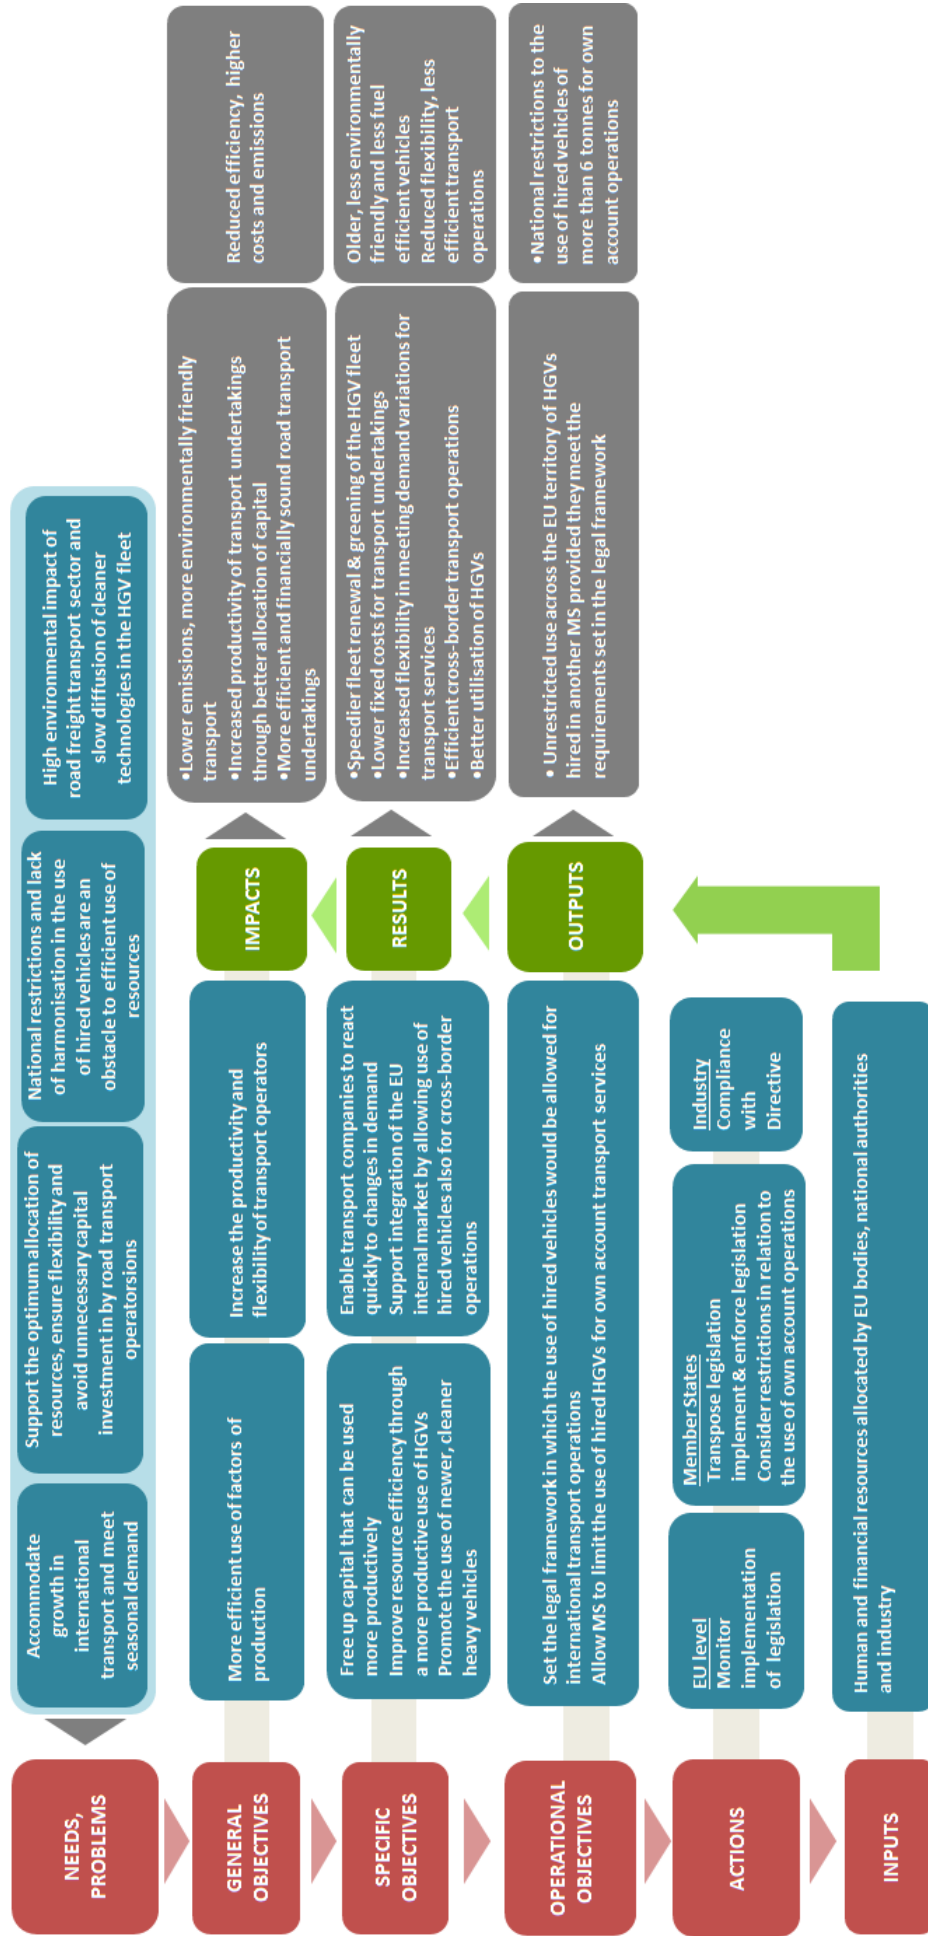 NEEDS,
PROBLEMS
Accommodate
growth in
international
transport and meet
seasonal demand
Support the optimum allocation of
resources, ensure flexibility and
avoid unnecessary capital
investment in by road transport
operatorsions
National restrictions and lack
of harmonisation in the use
of hired vehicles are an
obstacle to efficient use of
resources
High environmental impact of
road freight transport sector and
slow diffusion of cleaner
technologies in the HGV fleet
GENERAL
OBJECTIVES
More efficient use of factors of
production
Increase the productivity and
flexibility of transport operators
IMPACTS
•Lower emissions, more environmentally friendly
transport
•Increased productivity of transport undertakings
through better allocation of capital
•More efficient and financially sound road transport
undertakings
Reduced efficiency, higher
costs and emissions
SPECIFIC
OBJECTIVES
Free up capital that can be used
more productively
Improve resource efficiency through
a more productive use of HGVs
Promote the use of newer, cleaner
heavy vehicles
Enable transport companies to react
quickly to changes in demand
Support integration of the EU
internal market by allowing use of
hired vehicles also for cross-border
operations
RESULTS
•Speedier fleet renewal & greening of the HGV fleet
•Lower fixed costs for transport undertakings
•Increased flexibility in meeting demand variations for
transport services
•Efficient cross-border transport operations
•Better utilisation of HGVs
Older, less environmentally
friendly and less fuel
efficient vehicles
Reduced flexibility, less
efficient transport
operations
OPERATIONAL
OBJECTIVES
Set the legal framework in which the use of hired vehicles would be allowed for
international transport operations
Allow MS to limit the use of hired HGVs for own account transport services
OUTPUTS
• Unrestricted use across the EU territory of HGVs
hired in another MS provided they meet the
requirements set in the legal framework
•National restrictions to the
use of hired vehicles of
more than 6 tonnes for own
account operations
ACTIONS
EU level
Monitor
implementation
of legislation
Member States
Transpose legislation
implement & enforce legislation
Consider restrictions in relation to
the use of own account operations
Industry
Compliance
with
Directive
INPUTS
Human and financial resources allocated by EU bodies, national authorities
and industry